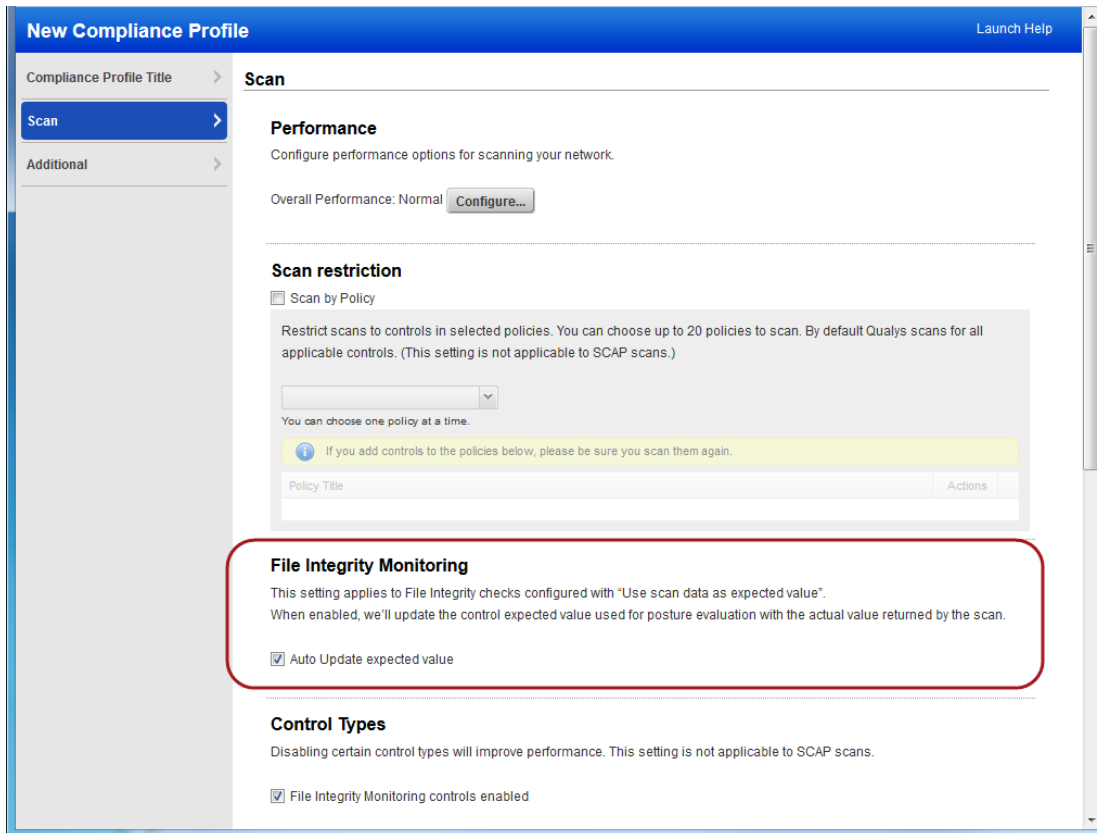 New Compliance Profile
Launch Help
Compliance Profile Title
Scan
Additional
Scan
Performance
Configure performance options for scanning your network.
Overall Performance: Normal Configure...
Scan restriction
Scan by Policy
Restrict scans to controls in selected policies. You can choose up to 20 policies to scan. By default Qualys scans for all
applicable controls. (This setting is not applicable to SCAP scans.)
You can choose one policy at a time.
If you add controls to the policies below, please be sure you scan them again.
Policy Title Actions
File Integrity Monitoring
This setting applies to File Integrity checks configured with “Use scan data as expected value”.
When enabled, we’ll update the control expected value used for posture evaluation with the actual value returned by the scan.
Auto Update expected value
Control Types
Disabling certain control types will improve performance. This setting is not applicable to SCAP scans.
File Integrity Monitoring controls enabled